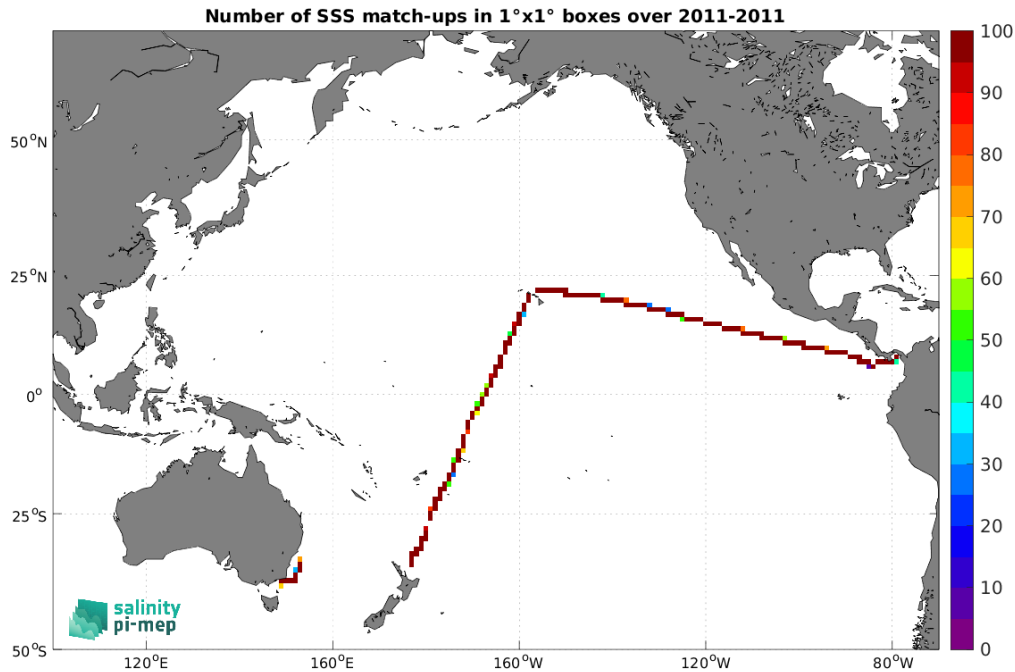 Number of SSS match-ups in 1°x1° boxes over 2011-2011
100
90
80
70
60
50
40
30
20
10
0
50°N
25°N
0°
25°S
50°S
120°E
160°E
160°W
120°W
80°W
salinity
pi-mep